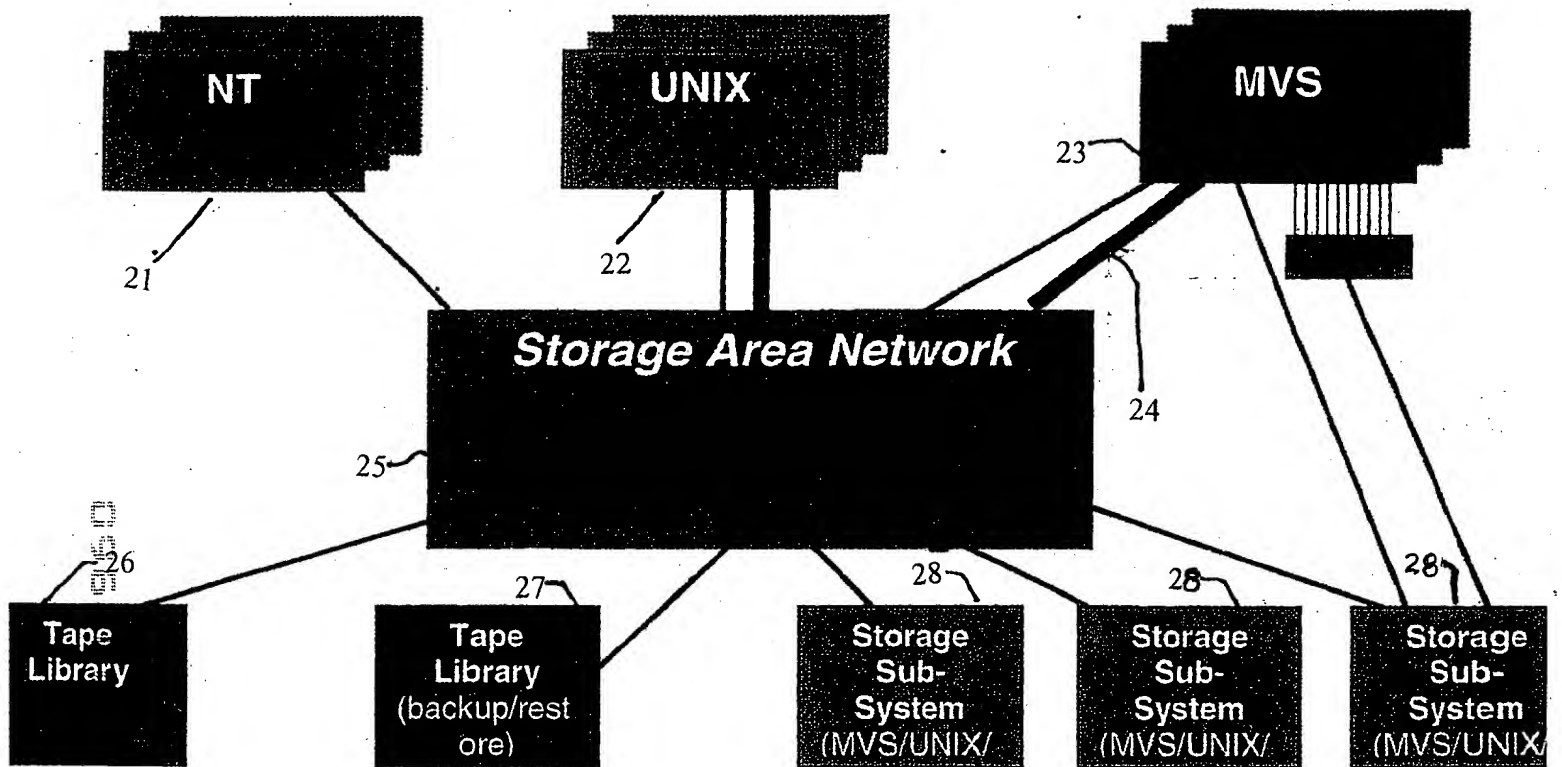 NT
UNIX
MVS
21
22
23
24
Storage Area Network
25
26
27
28
28
28
Tape
Library
Tape
Library
(backup/rest
ore)
Storage
Sub-
System
(MVS/UNIX/
Storage
Sub-
System
(MVS/UNIX/
Storage
Sub-
System
(MVS/UNIX/